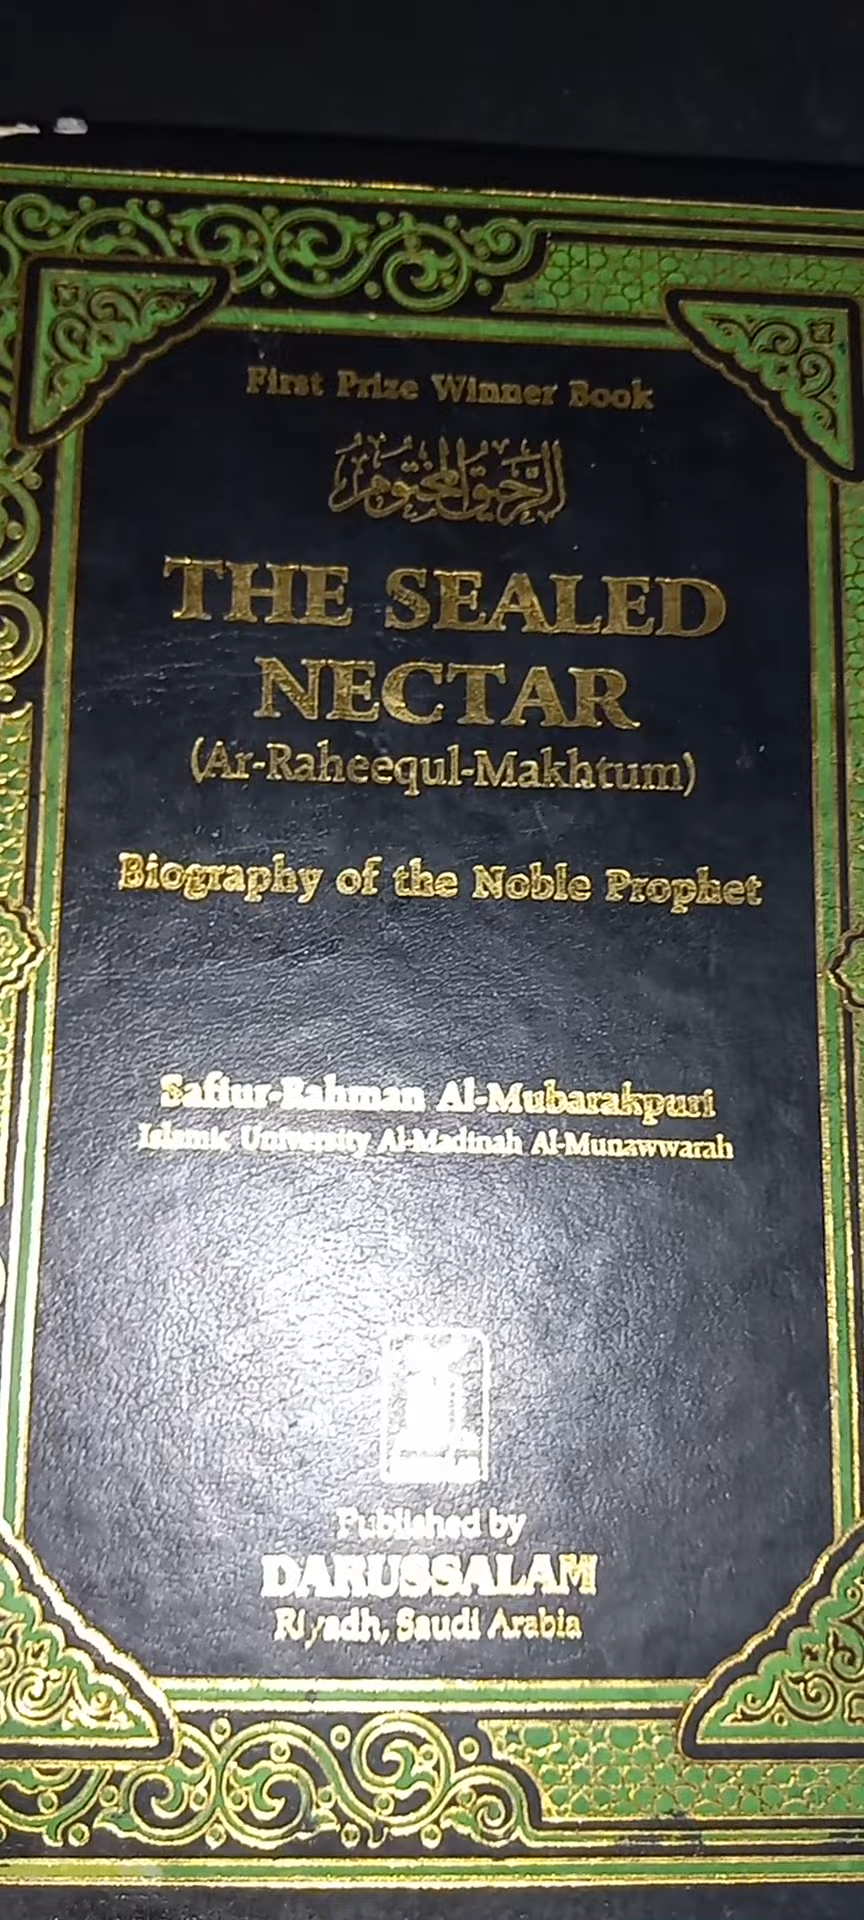 First Prize Winner Book
الرحيق المختوم
THE SEALED
NECTAR
(Ar-Raheequl-Makhtum)
Biography of the Noble Prophet
Safiur-Rahman Al-Mubarakpuri
Islamic University Al-Madinah Al-Munawwarah
Published by
DARUSSALAM
Riyadh, Saudi Arabia